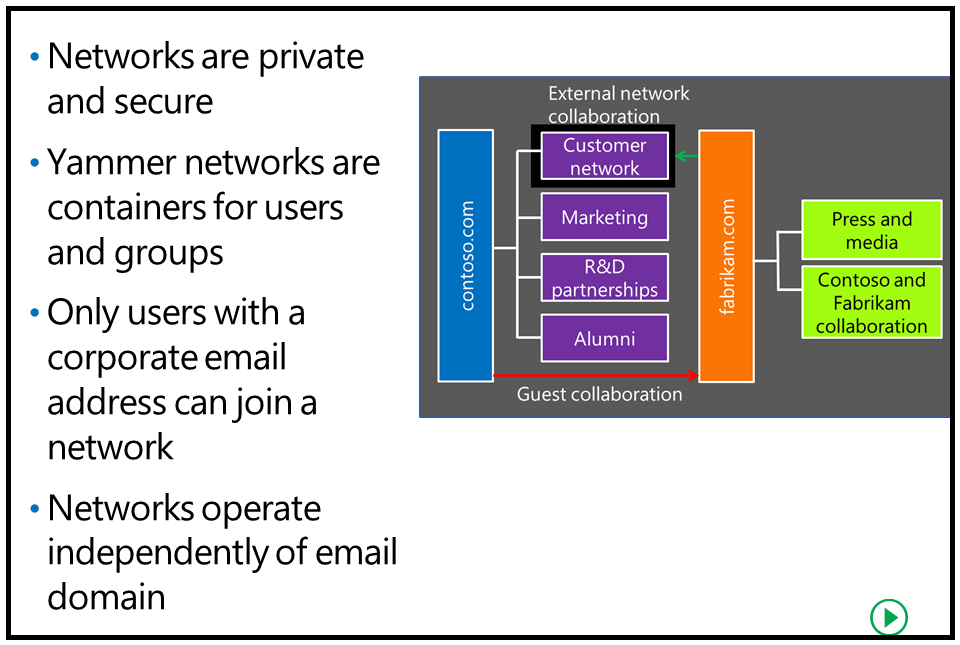 • Networks are private
and secure
• Yammer networks are
containers for users
and groups
• Only users with a
corporate email
address can join a
network
• Networks operate
independently of email
domain
External network
collaboration
contoso.com
Customer
network
Marketing
R&D
partnerships
Alumni
fabrikam.com
Press and
media
Contoso and
Fabrikam
collaboration
Guest collaboration